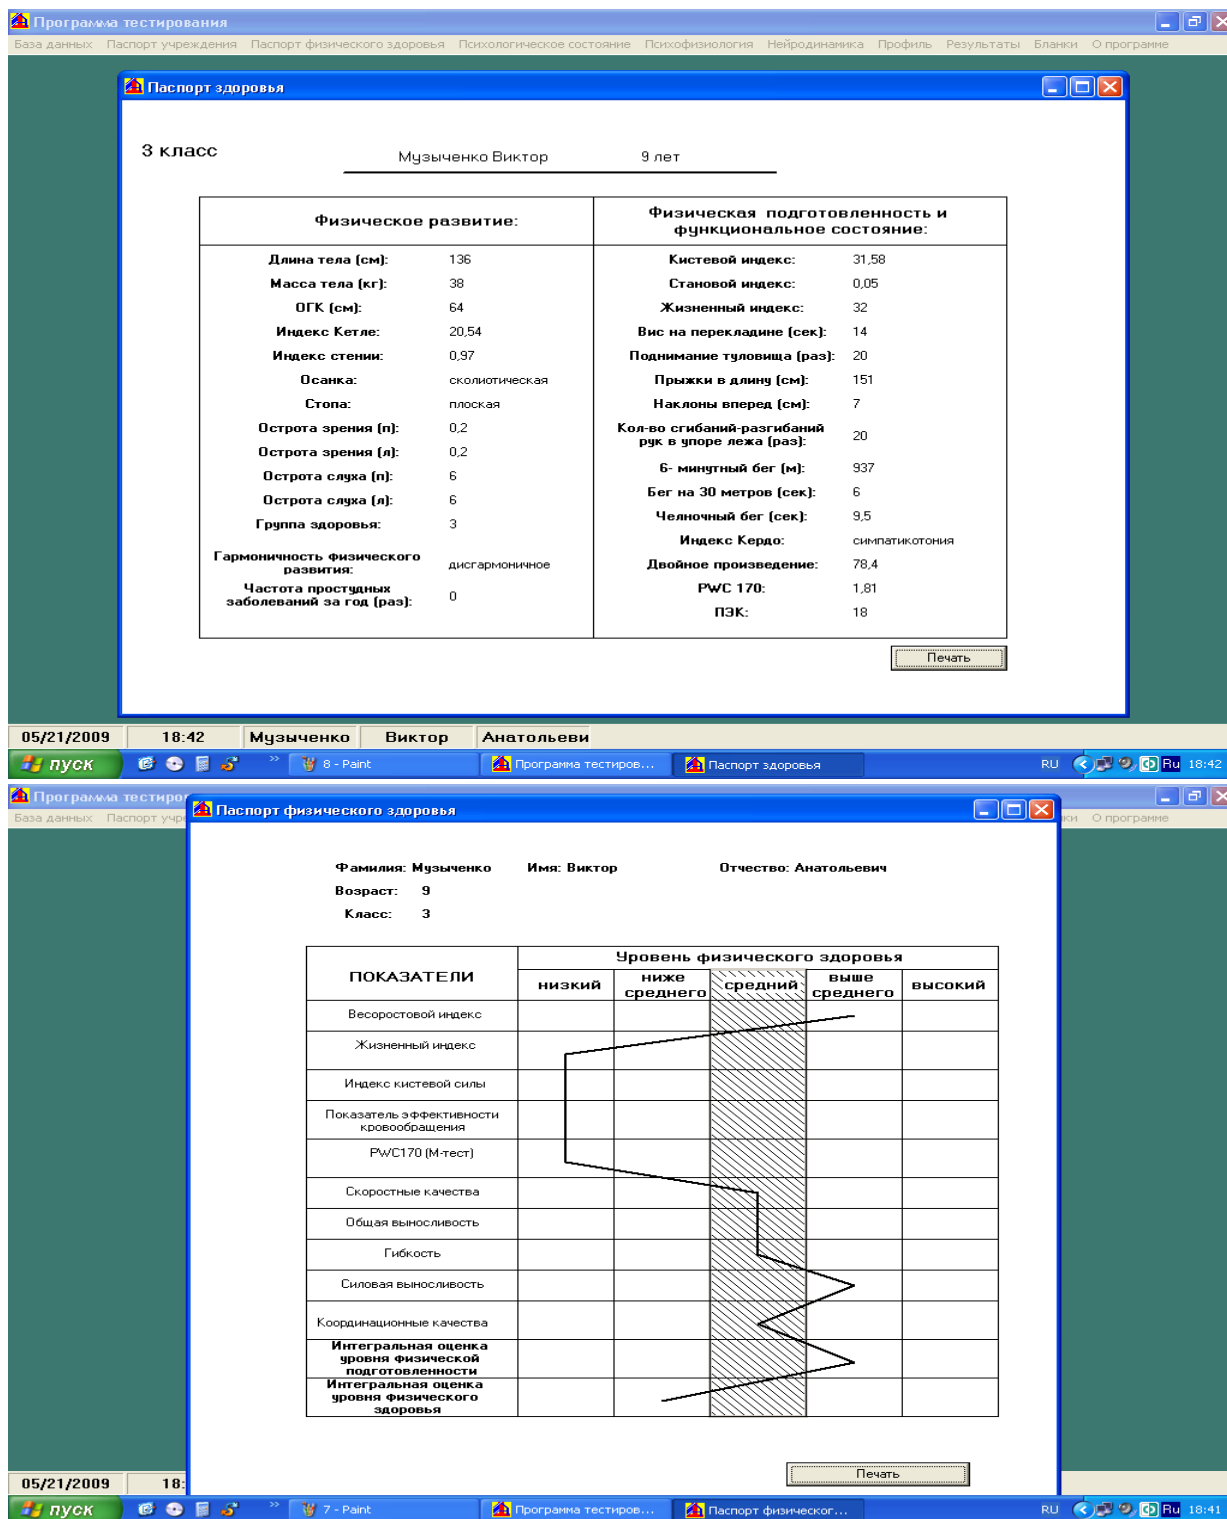 Программа тестирования
База данных Паспорт учреждения Паспорт физического здоровья Психологическое состояние Психофизиология Нейродинамика Профиль Результаты Бланки О программе
Паспорт здоровья
3 класс Музыченко Виктор 9 лет
Физическое развитие:
Длина тела (см): 136
Масса тела (кг): 38
ОГК (см): 64
Индекс Кетле: 20,54
Индекс стении: 0,97
Осанка: сколиотическая
Стопа: плоская
Острота зрения (п): 0,2
Острота зрения (л): 0,2
Острота слуха (п): 6
Острота слуха (л): 6
Группа здоровья: 3
Гармоничность физического
развития: дисгармоничное
Частота простудных
заболеваний за год (раз): 0
Физическая подготовленность и
функциональное состояние:
Кистевой индекс: 31,58
Становой индекс: 0,05
Жизненный индекс: 32
Вис на перекладине (сек): 14
Поднимание туловища (раз): 20
Прыжки в длину (см): 151
Наклоны вперед (см): 7
Кол-во сгибаний-разгибаний
рук в упоре лежа (раз): 20
6- минутный бег (м): 937
Бег на 30 метров (сек): 6
Челночный бег (сек): 9,5
Индекс Кердо: симпатикотония
Двойное произведение: 78,4
PWC 170: 1,81
ПЭК: 18
Печать
05/21/2009 18:42 Музыченко Виктор Анатольеви
пуск 8 - Paint Программа тестиров... Паспорт здоровья RU Ru 18:42
Программа тестиро
База данных Паспорт учр
ки О программе
Паспорт физического здоровья
Фамилия: Музыченко Имя: Виктор Отчество: Анатольевич
Возраст: 9
Класс: 3
ПОКАЗАТЕЛИ
Уровень физического здоровья
низкий
ниже
среднего
средний
выше
среднего
высокий
Весоростовой индекс
Жизненный индекс
Индекс кистевой силы
Показатель эффективности
кровообращения
PWC170 (М-тест)
Скоростные качества
Общая выносливость
Гибкость
Силовая выносливость
Координационные качества
Интегральная оценка
уровня физической
подготовленности
Интегральная оценка
уровня физического
здоровья
Печать
05/21/2009 18:
пуск 7 - Paint Программа тестиров... Паспорт физическог... RU Ru 18:41